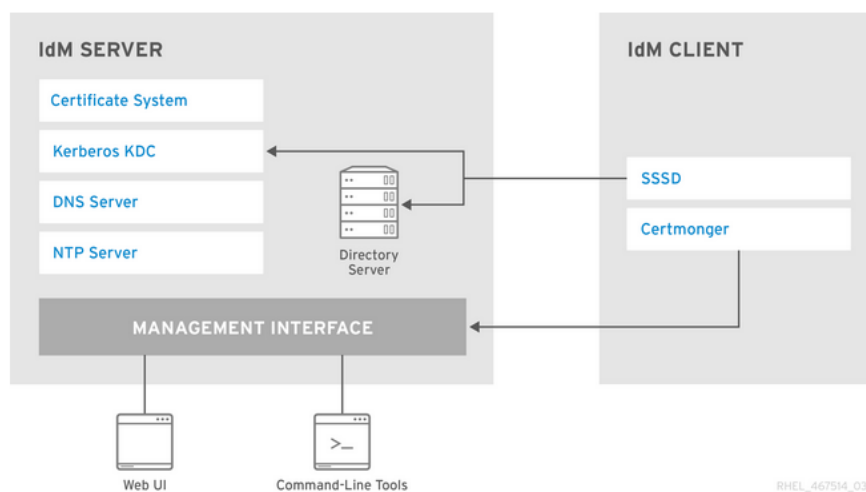 IdM SERVER
Certificate System
Kerberos KDC
DNS Server
NTP Server
Directory
Server
MANAGEMENT INTERFACE
Web UI
>_
Command-Line Tools
IdM CLIENT
SSSD
Certmonger
RHEL_467514_03